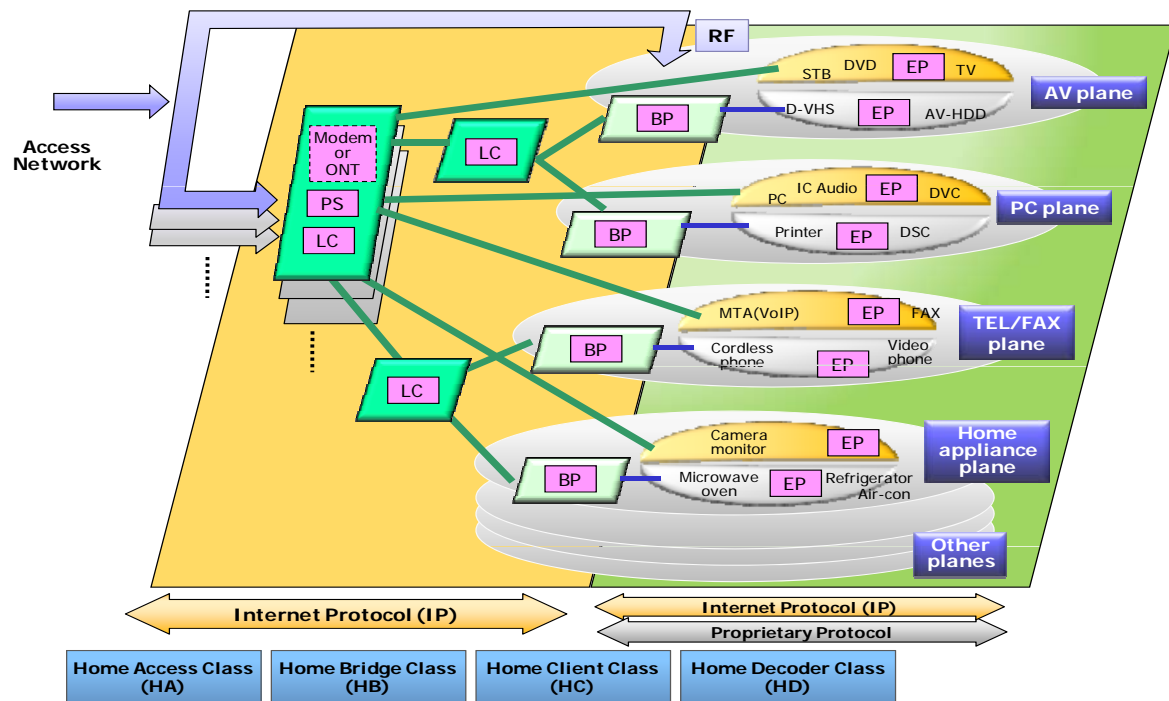 RF
STB
DVD
EP
TV
AV plane
D-VHS
EP
AV-HDD
BP
Access
Network
Modem
or
ONT
PS
LC
LC
PC
IC Audio
EP
DVC
PC plane
Printer
EP
DSC
BP
MTA(VoIP)
EP
FAX
TEL/FAX
plane
BP
Cordless
phone
EP
Video
phone
LC
Camera
monitor
EP
Home
appliance
plane
BP
Microwave
oven
EP
Refrigerator
Air-con
Other
planes
Internet Protocol (IP)
Internet Protocol (IP)
Proprietary Protocol
Home Access Class
(HA)
Home Bridge Class
(HB)
Home Client Class
(HC)
Home Decoder Class
(HD)